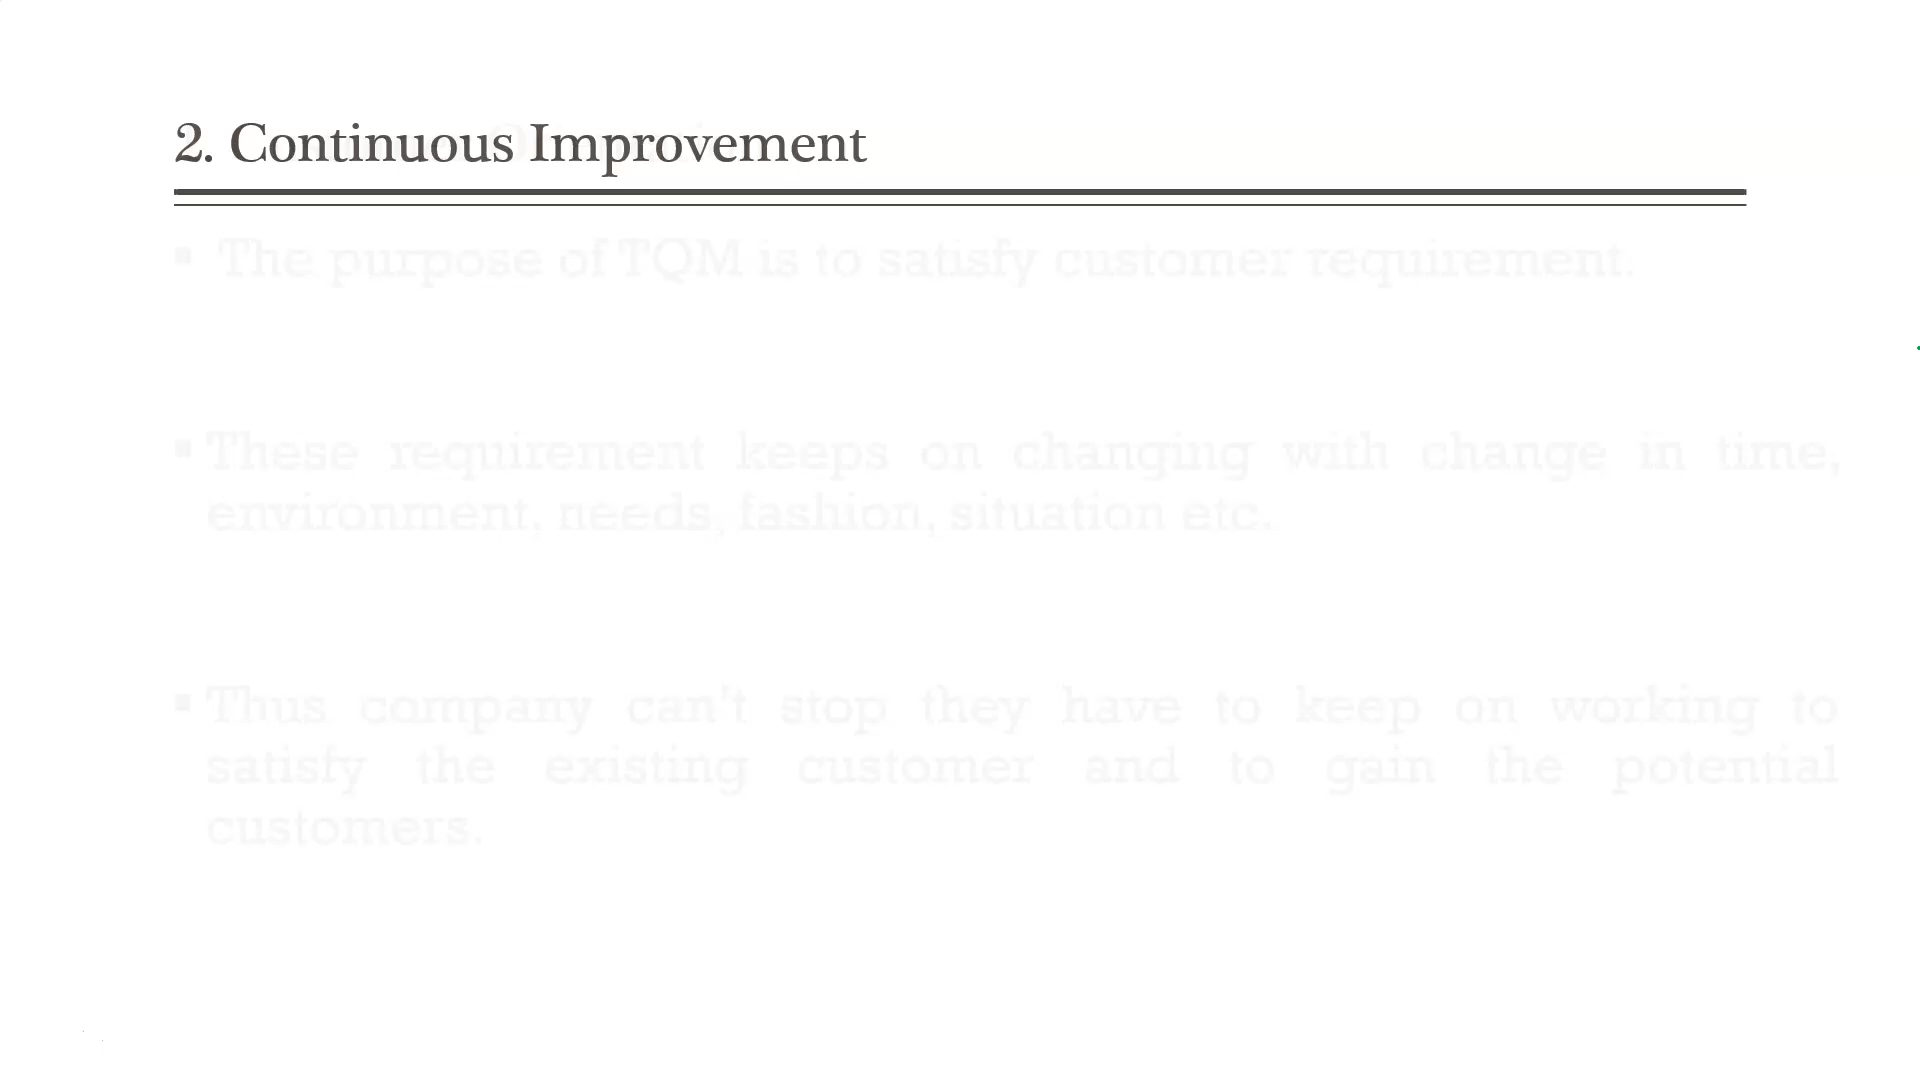 2. Continuous Improvement
▪ The purpose of TQM is to satisfy customer requirement.
▪ These requirement keeps on changing with change in time,
environment, needs, fashion, situation etc.
▪ Thus company can't stop they have to keep on working to
satisfy the existing customer and to gain the potential
customers.